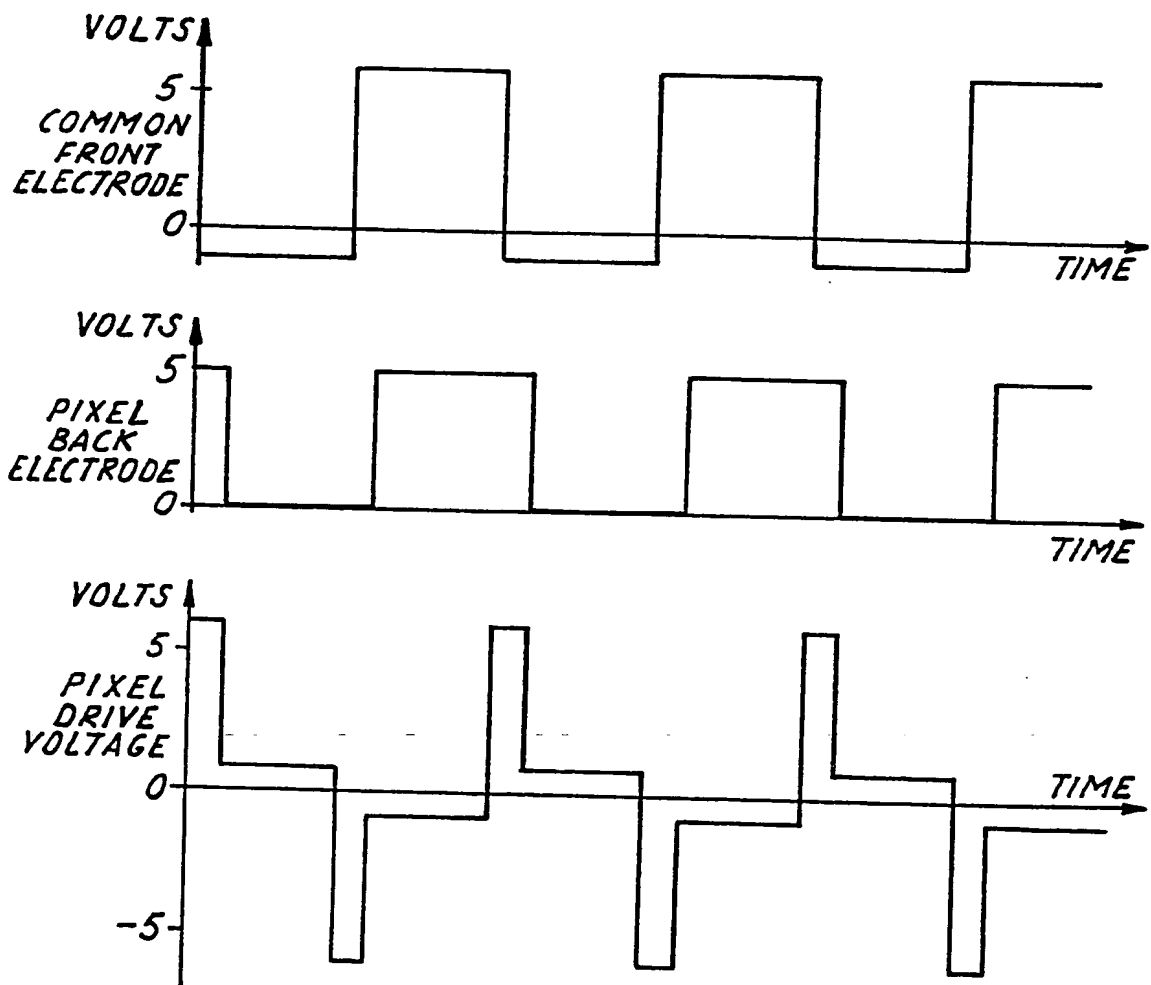 VOLTS
5
COMMON
FRONT
ELECTRODE
0
TIME
VOLTS
5
PIXEL
BACK
ELECTRODE
0
TIME
VOLTS
5
PIXEL
DRIVE
VOLTAGE
0
TIME
-5